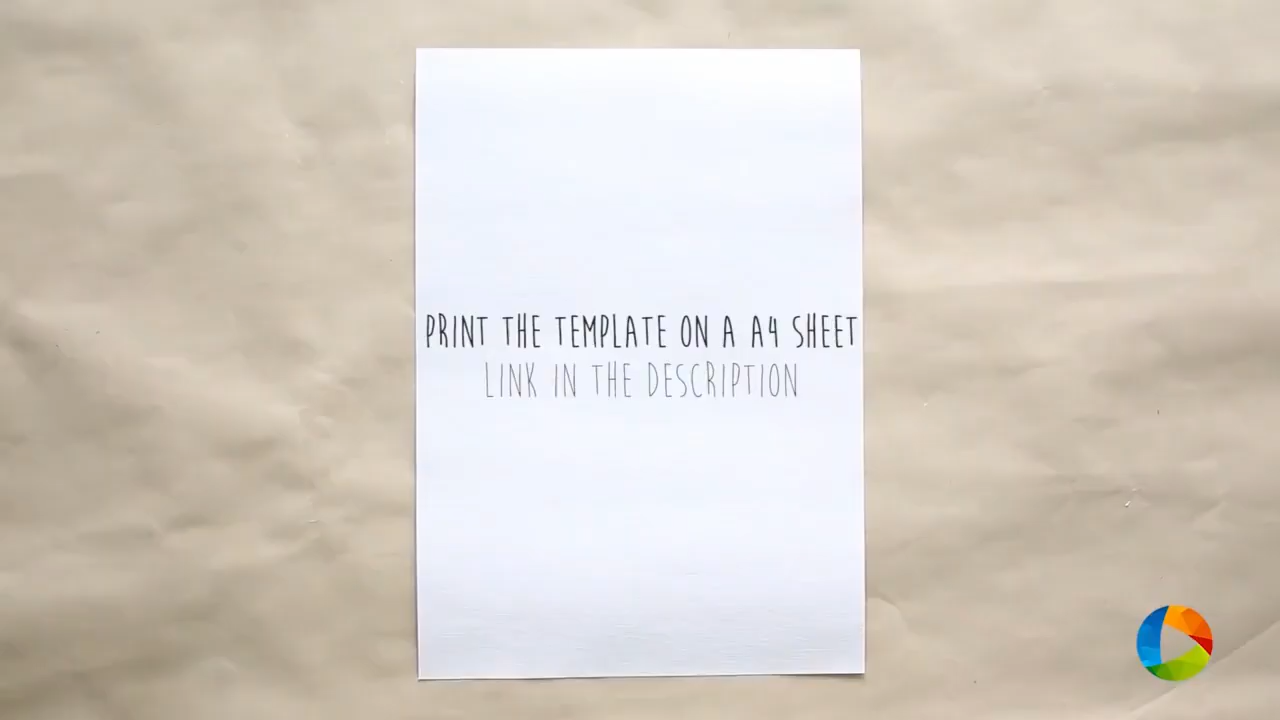 PRINT THE TEMPLATE ON A A4 SHEET
LINK IN THE DESCRIPTION